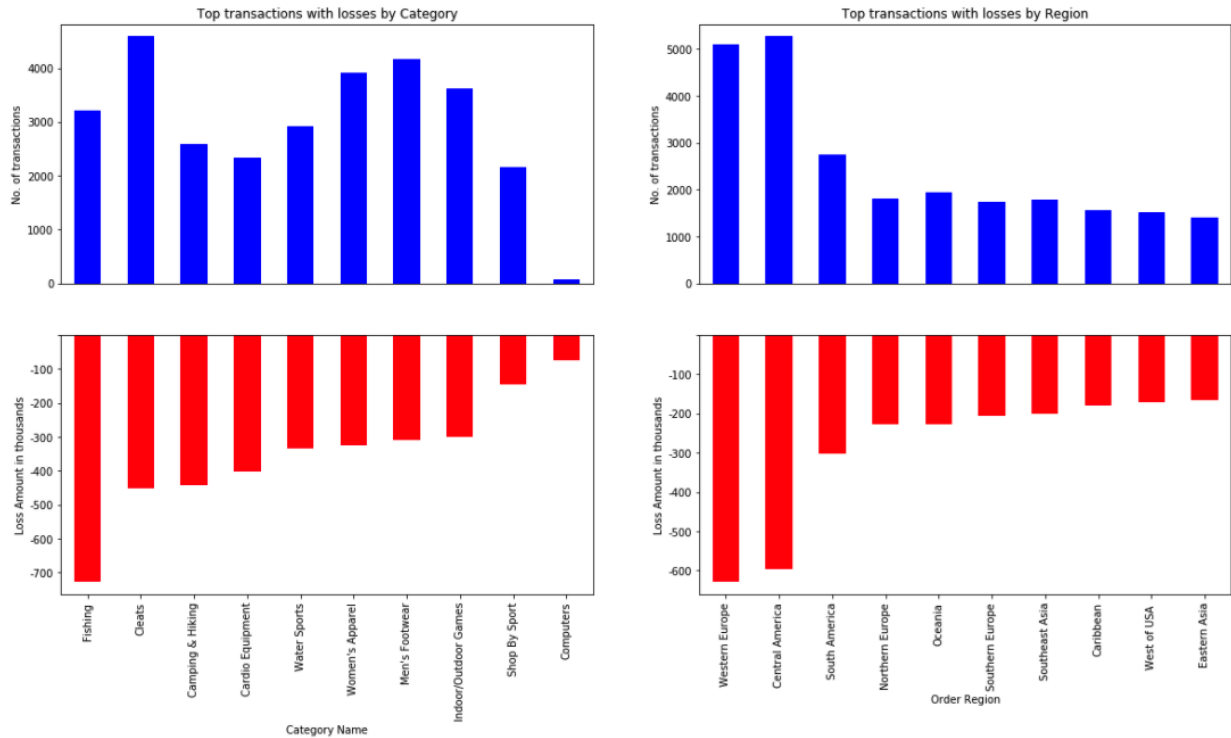 Top transactions with losses by Category
No. of transactions
4000
3000
2000
1000
0
Loss Amount in thousands
-100
-200
-300
-400
-500
-600
-700
Fishing
Cleats
Camping & Hiking
Cardio Equipment
Water Sports
Women's Apparel
Men's Footwear
Indoor/Outdoor Games
Shop By Sport
Computers
Category Name
Top transactions with losses by Region
No. of transactions
5000
4000
3000
2000
1000
0
Loss Amount in thousands
-100
-200
-300
-400
-500
-600
Western Europe
Central America
South America
Northern Europe
Oceania
Southern Europe
Southeast Asia
Caribbean
West of USA
Eastern Asia
Order Region